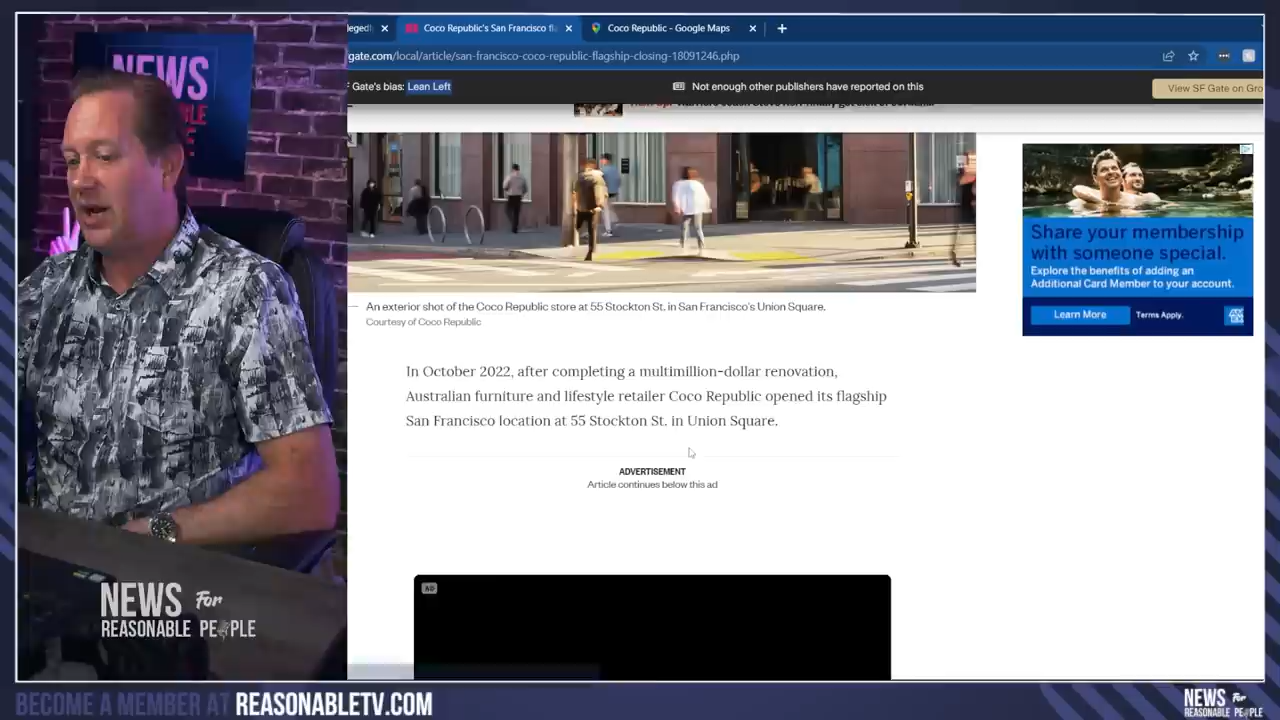 Coco Republic's San Francisco fl
Coco Republic - Google Maps
gate.com/local/article/san-francisco-coco-republic-flagship-closing-18091246.php
F Gate's bias: Lean Left
Not enough other publishers have reported on this
View SF Gate on Gro
NEWS
An exterior shot of the Coco Republic store at 55 Stockton St. in San Francisco's Union Square.
Courtesy of Coco Republic
Share your membership
with someone special.
Explore the benefits of adding an
Additional Card Member to your account.
Learn More
Terms Apply.
In October 2022, after completing a multimillion-dollar renovation,
Australian furniture and lifestyle retailer Coco Republic opened its flagship
San Francisco location at 55 Stockton St. in Union Square.
ADVERTISEMENT
Article continues below this ad
AD
NEWS For
REASONABLE PEOPLE
BECOME A MEMBER AT REASONABLETV.COM
NEWS For
REASONABLE PEOPLE